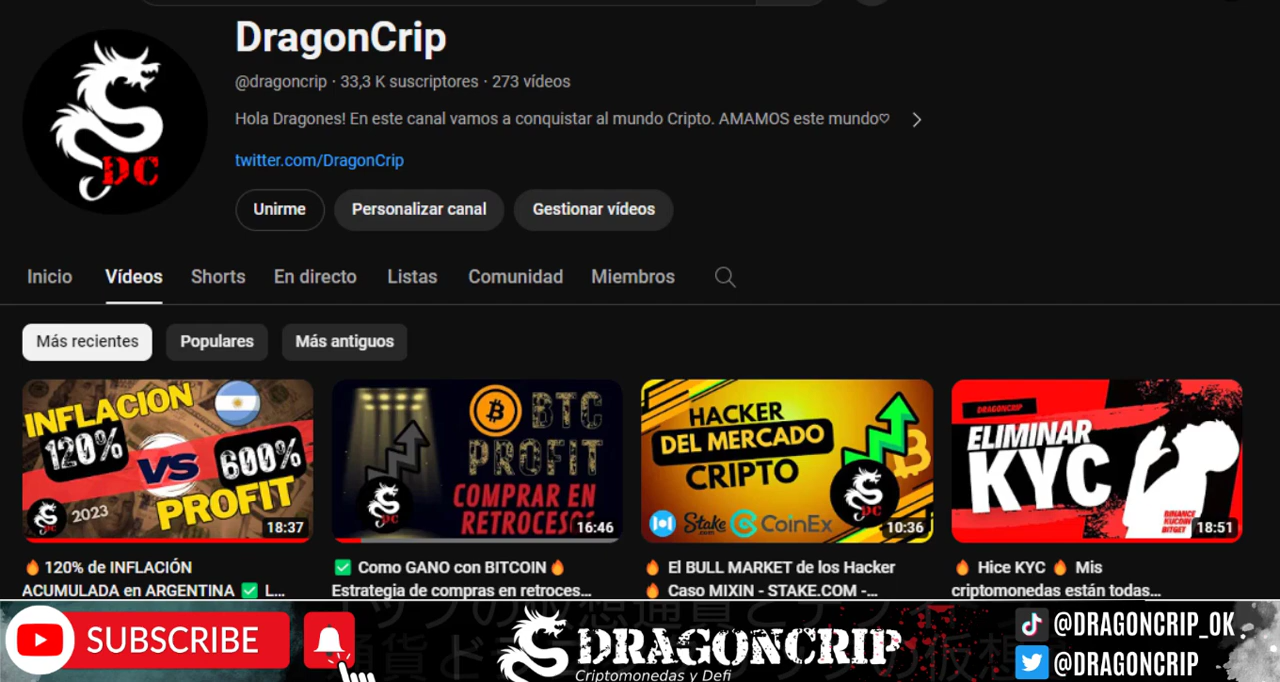 DragonCrip
@dragoncrip · 33,3 K suscriptores · 273 vídeos
Hola Dragones! En este canal vamos a conquistar al mundo Cripto. AMAMOS este mundo♡
twitter.com/DragonCrip
Unirme Personalizar canal Gestionar vídeos
Inicio Vídeos Shorts En directo Listas Comunidad Miembros
Más recientes Populares Más antiguos
INFLACION
120%
VS
600%
PROFIT
2023
18:37
BTC
PROFIT
COMPRAR EN
RETROCESOS
DC
16:46
HACKER
DEL MERCADO
CRIPTO
Stake
.com
CoinEx
DC
10:36
DRAGONCRIP
ELIMINAR
KYC
BINANCE
KUCOIN
BITGET
18:51
🔥 120% de INFLACIÓN
ACUMULADA en ARGENTINA ✅ L...
✅ Como GANO con BITCOIN🔥
Estrategia de compras en retroces...
🔥 El BULL MARKET de los Hacker
🔥 Caso MIXIN - STAKE.COM -...
🔥 Hice KYC 🔥 Mis
criptomonedas están todas...
DC
SUBSCRIBE
DRAGONCRIP
Criptomonedas y Defi
@DRAGONCRIP_OK
@DRAGONCRIP